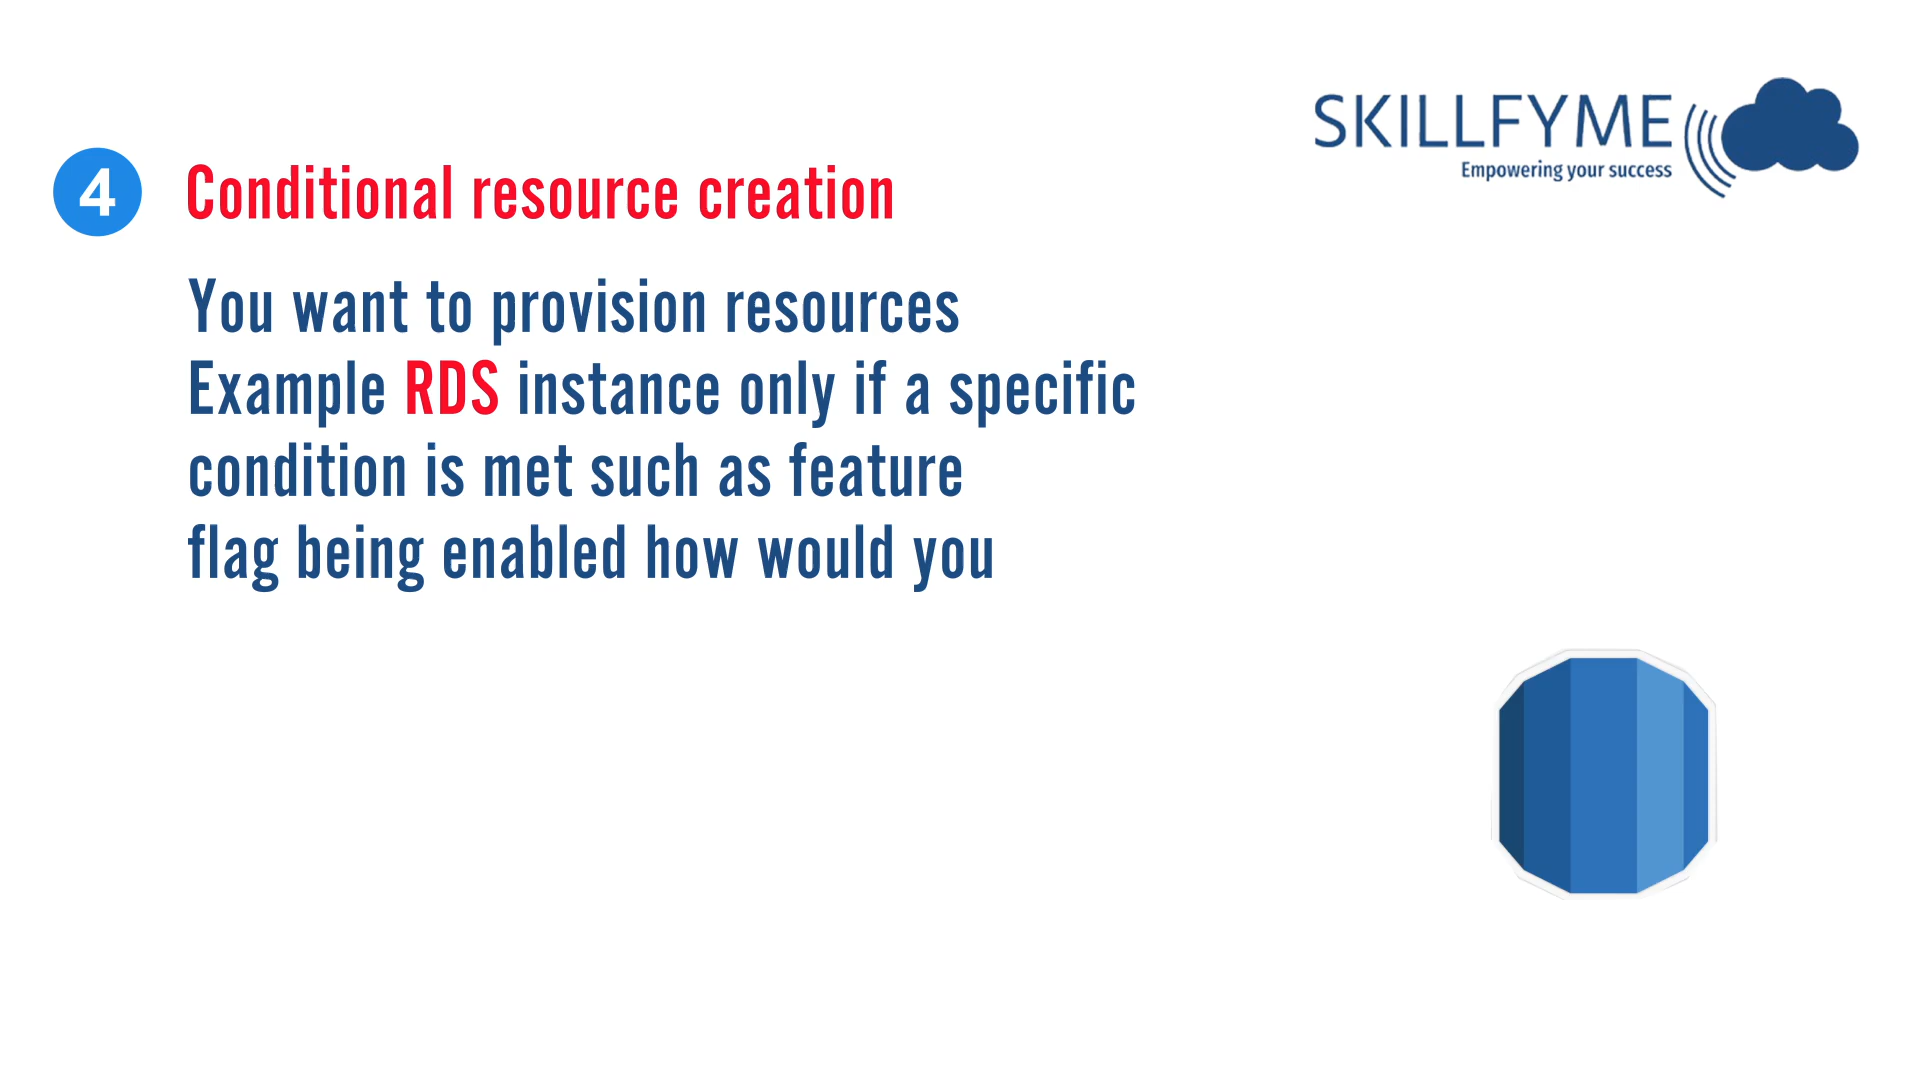 SKILLFYME
Empowering your success
4
Conditional resource creation
You want to provision resources
Example RDS instance only if a specific
condition is met such as feature
flag being enabled how would you